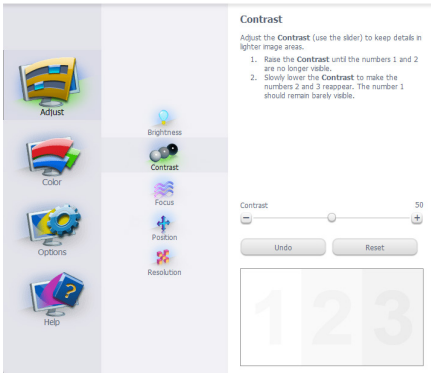 Adjust
Color
Options
Help
Brightness
Contrast
Focus
Position
Resolution
Contrast
Adjust the Contrast (use the slider) to keep details in
lighter image areas.
1. Raise the Contrast until the numbers 1 and 2
are no longer visible.
2. Slowly lower the Contrast to make the
numbers 2 and 3 reappear. The number 1
should remain barely visible.
Contrast 50
Undo Reset
1 2 3